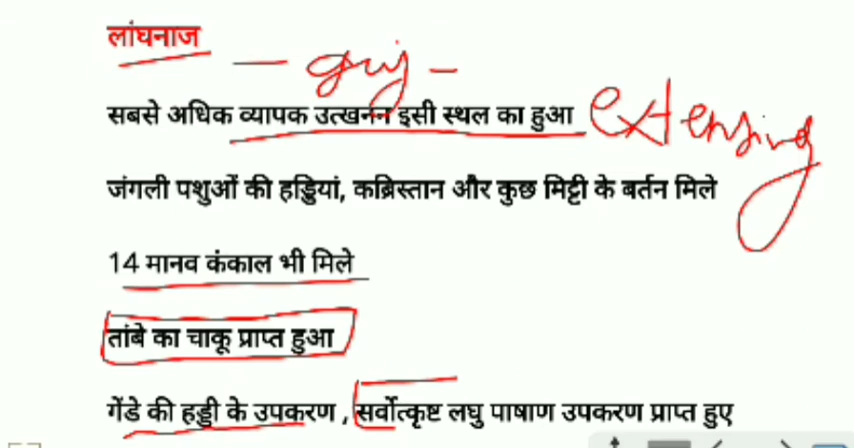 लांघनाज
- guj -
सबसे अधिक व्यापक उत्खनन इसी स्थल का हुआ extensive
जंगली पशुओं की हड्डियां, कब्रिस्तान और कुछ मिट्टी के बर्तन मिले
14 मानव कंकाल भी मिले
तांबे का चाकू प्राप्त हुआ
गेंडे की हड्डी के उपकरण , सर्वोत्कृष्ट लघु पाषाण उपकरण प्राप्त हुए